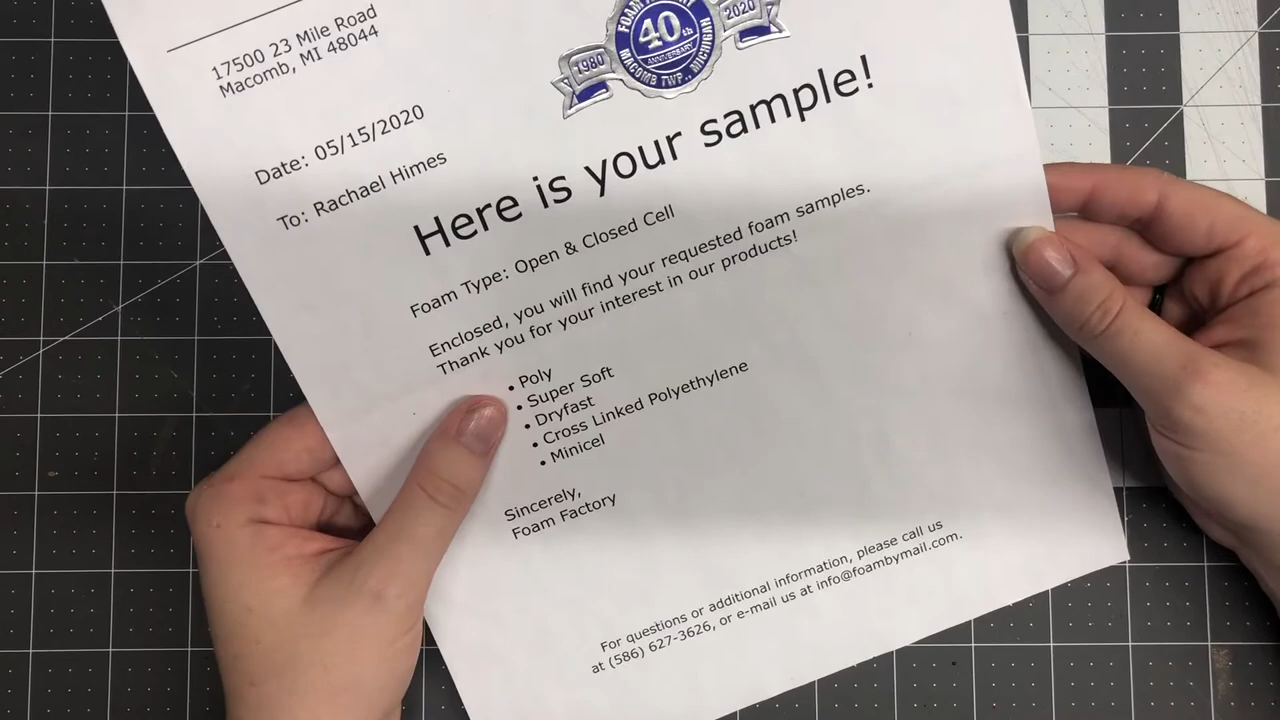 17500 23 Mile Road
Macomb, MI 48044
40th
ANNIVERSARY
MACOMB TWP., MICHIGAN
1980
2020
Date: 05/15/2020
To: Rachael Himes
Here is your sample!
Foam Type: Open & Closed Cell
Enclosed, you will find your requested foam samples.
Thank you for your interest in our products!
• Poly
• Super Soft
• Dryfast
• Cross Linked Polyethylene
• Minicel
Sincerely,
Foam Factory
For questions or additional information, please call us
at (586) 627-3626, or e-mail us at info@foambymail.com.